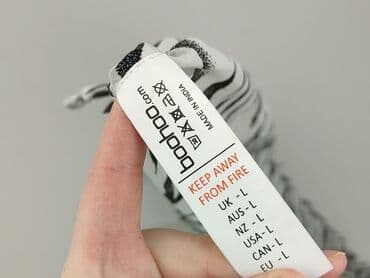 boohoo
.com
MADE IN INDIA
KEEP AWAY
FROM FIRE
UK - L
AUS - L
NZ - L
USA - L
CAN - L
EU - L